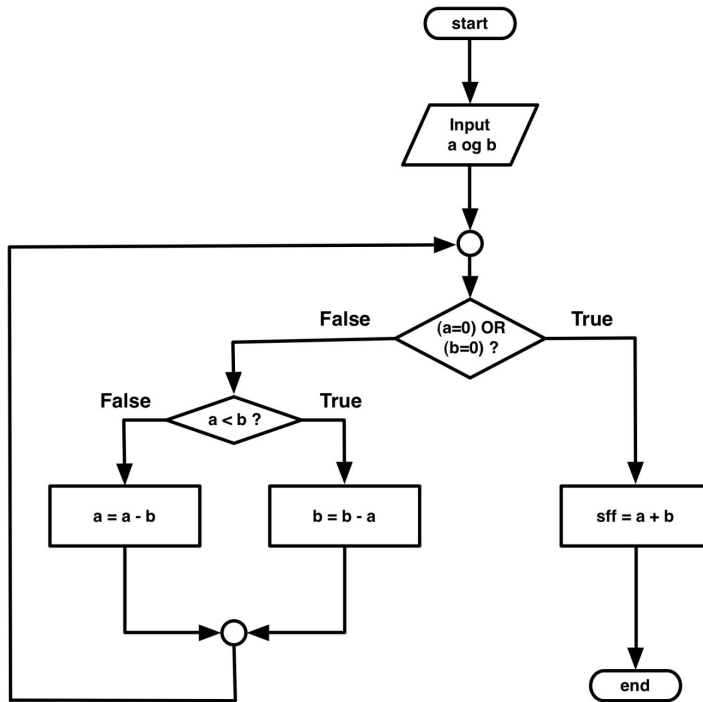 start
Input
a og b
(a=0) OR
(b=0) ?
False
True
a < b ?
False
True
a = a - b
b = b - a
sff = a + b
end